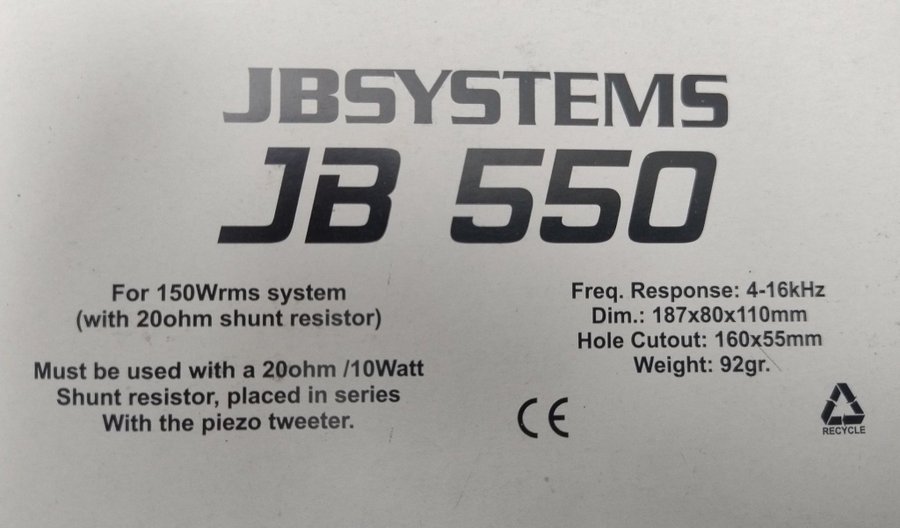 JBSYSTEMS
JB 550
For 150Wrms system
(with 20ohm shunt resistor)
Must be used with a 20ohm /10Watt
Shunt resistor, placed in series
With the piezo tweeter.
Freq. Response: 4-16kHz
Dim.: 187x80x110mm
Hole Cutout: 160x55mm
Weight: 92gr.
CE
RECYCLE